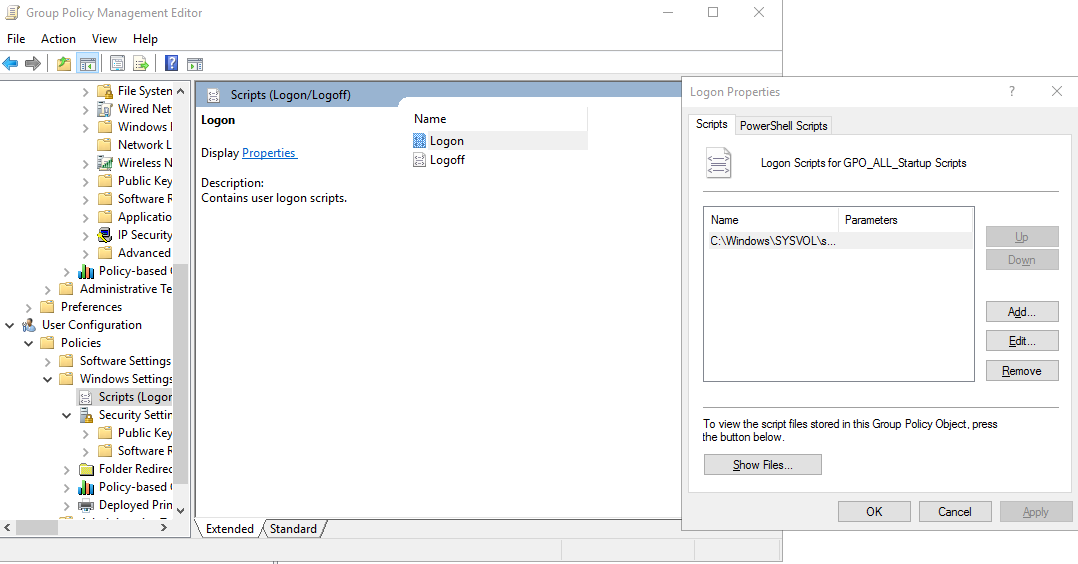 Group Policy Management Editor
File Action View Help
File System
Wired Net
Windows
Network L
Wireless N
Public Key
Software R
Applicatio
IP Security
Advanced
Policy-based
Administrative Te
Preferences
User Configuration
Policies
Software Settings
Windows Settings
Scripts (Logor
Security Settin
Public Key
Software R
Folder Redirec
Policy-based
Deployed Prin
Scripts (Logon/Logoff)
Logon
Display Properties
Description:
Contains user logon scripts.
Name
Logon
Logoff
Extended Standard
Logon Properties
?
Scripts PowerShell Scripts
Logon Scripts for GPO_ALL_Startup Scripts
Name Parameters
C:\Windows\SYSVOL\s...
Up
Down
Add...
Edit...
Remove
To view the script files stored in this Group Policy Object, press
the button below.
Show Files...
OK Cancel Apply